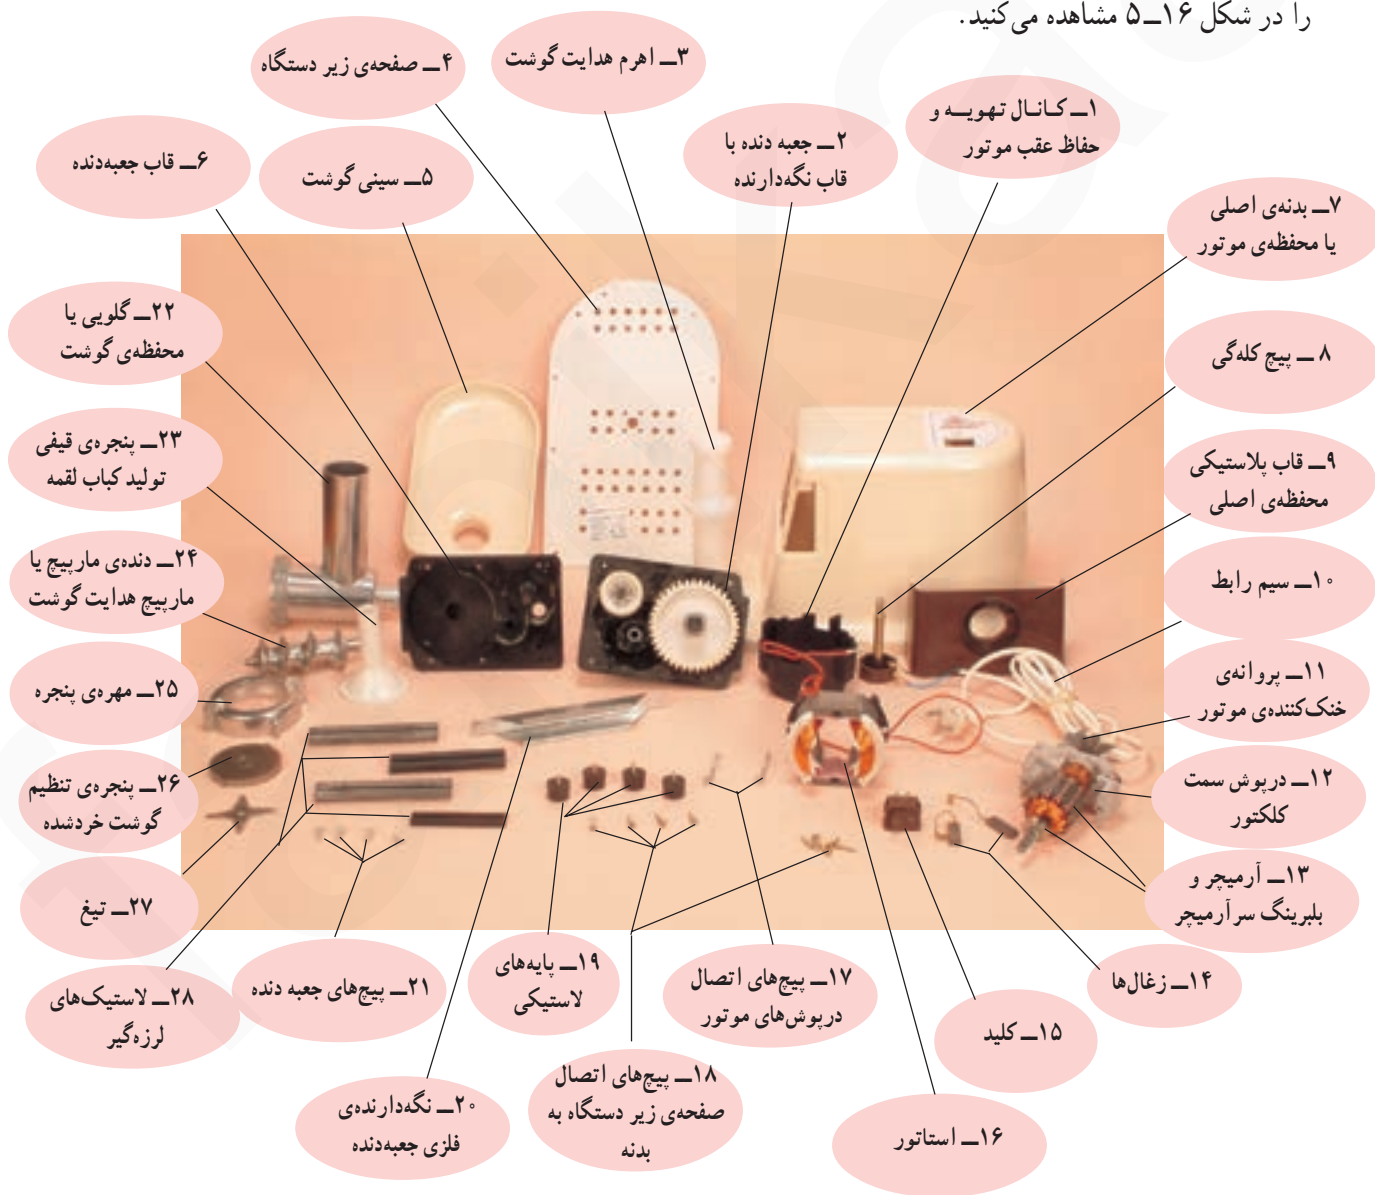 را در شکل ۱۶ــ۵ مشاهده می‌کنید.
۳ــ اهرم هدایت گوشت
۴ــ صفحه‌ی زیر دستگاه
۱ــ کـانـال تـهویـــه و
حفاظ عقب موتور
۲ــ جعبه دنده با
قاب نگه‌دارنده
۶ــ قاب جعبه‌دنده
۵ــ سینی گوشت
۷ــ بدنه‌ی اصلی
یا محفظه‌ی موتور
۲۲ــ گلویی یا
محفظه‌ی گوشت
۸ ــ پیچ کله‌گی
۲۳ــ پنجره‌ی قیفی
تولید کباب لقمه
۹ــ قاب پلاستیکی
محفظه‌ی اصلی
۲۴ــ دنده‌ی مارپیچ یا
مارپیچ هدایت گوشت
۱۰ــ سیم رابط
۲۵ــ مهره‌ی پنجره
۱۱ــ پروانه‌ی
خنک‌کننده‌ی موتور
۲۶ــ پنجره‌ی تنظیم
گوشت خردشده
۱۲ــ درپوش سمت
کلکتور
۲۷ــ تیغ
۱۳ــ آرمیچر و
بلبرینگ سر آرمیچر
۲۸ــ لاستیک‌های
لرزه‌گیر
۲۱ــ پیچ‌های جعبه دنده
۱۹ــ پایه‌های
لاستیکی
۱۷ــ پیچ‌های اتصال
درپوش‌های موتور
۱۴ــ زغال‌ها
۱۵ــ کلید
۲۰ــ نگه‌دارنده‌ی
فلزی جعبه‌دنده
۱۸ــ پیچ‌های اتصال
صفحه‌ی زیر دستگاه به
بدنه
۱۶ــ استاتور